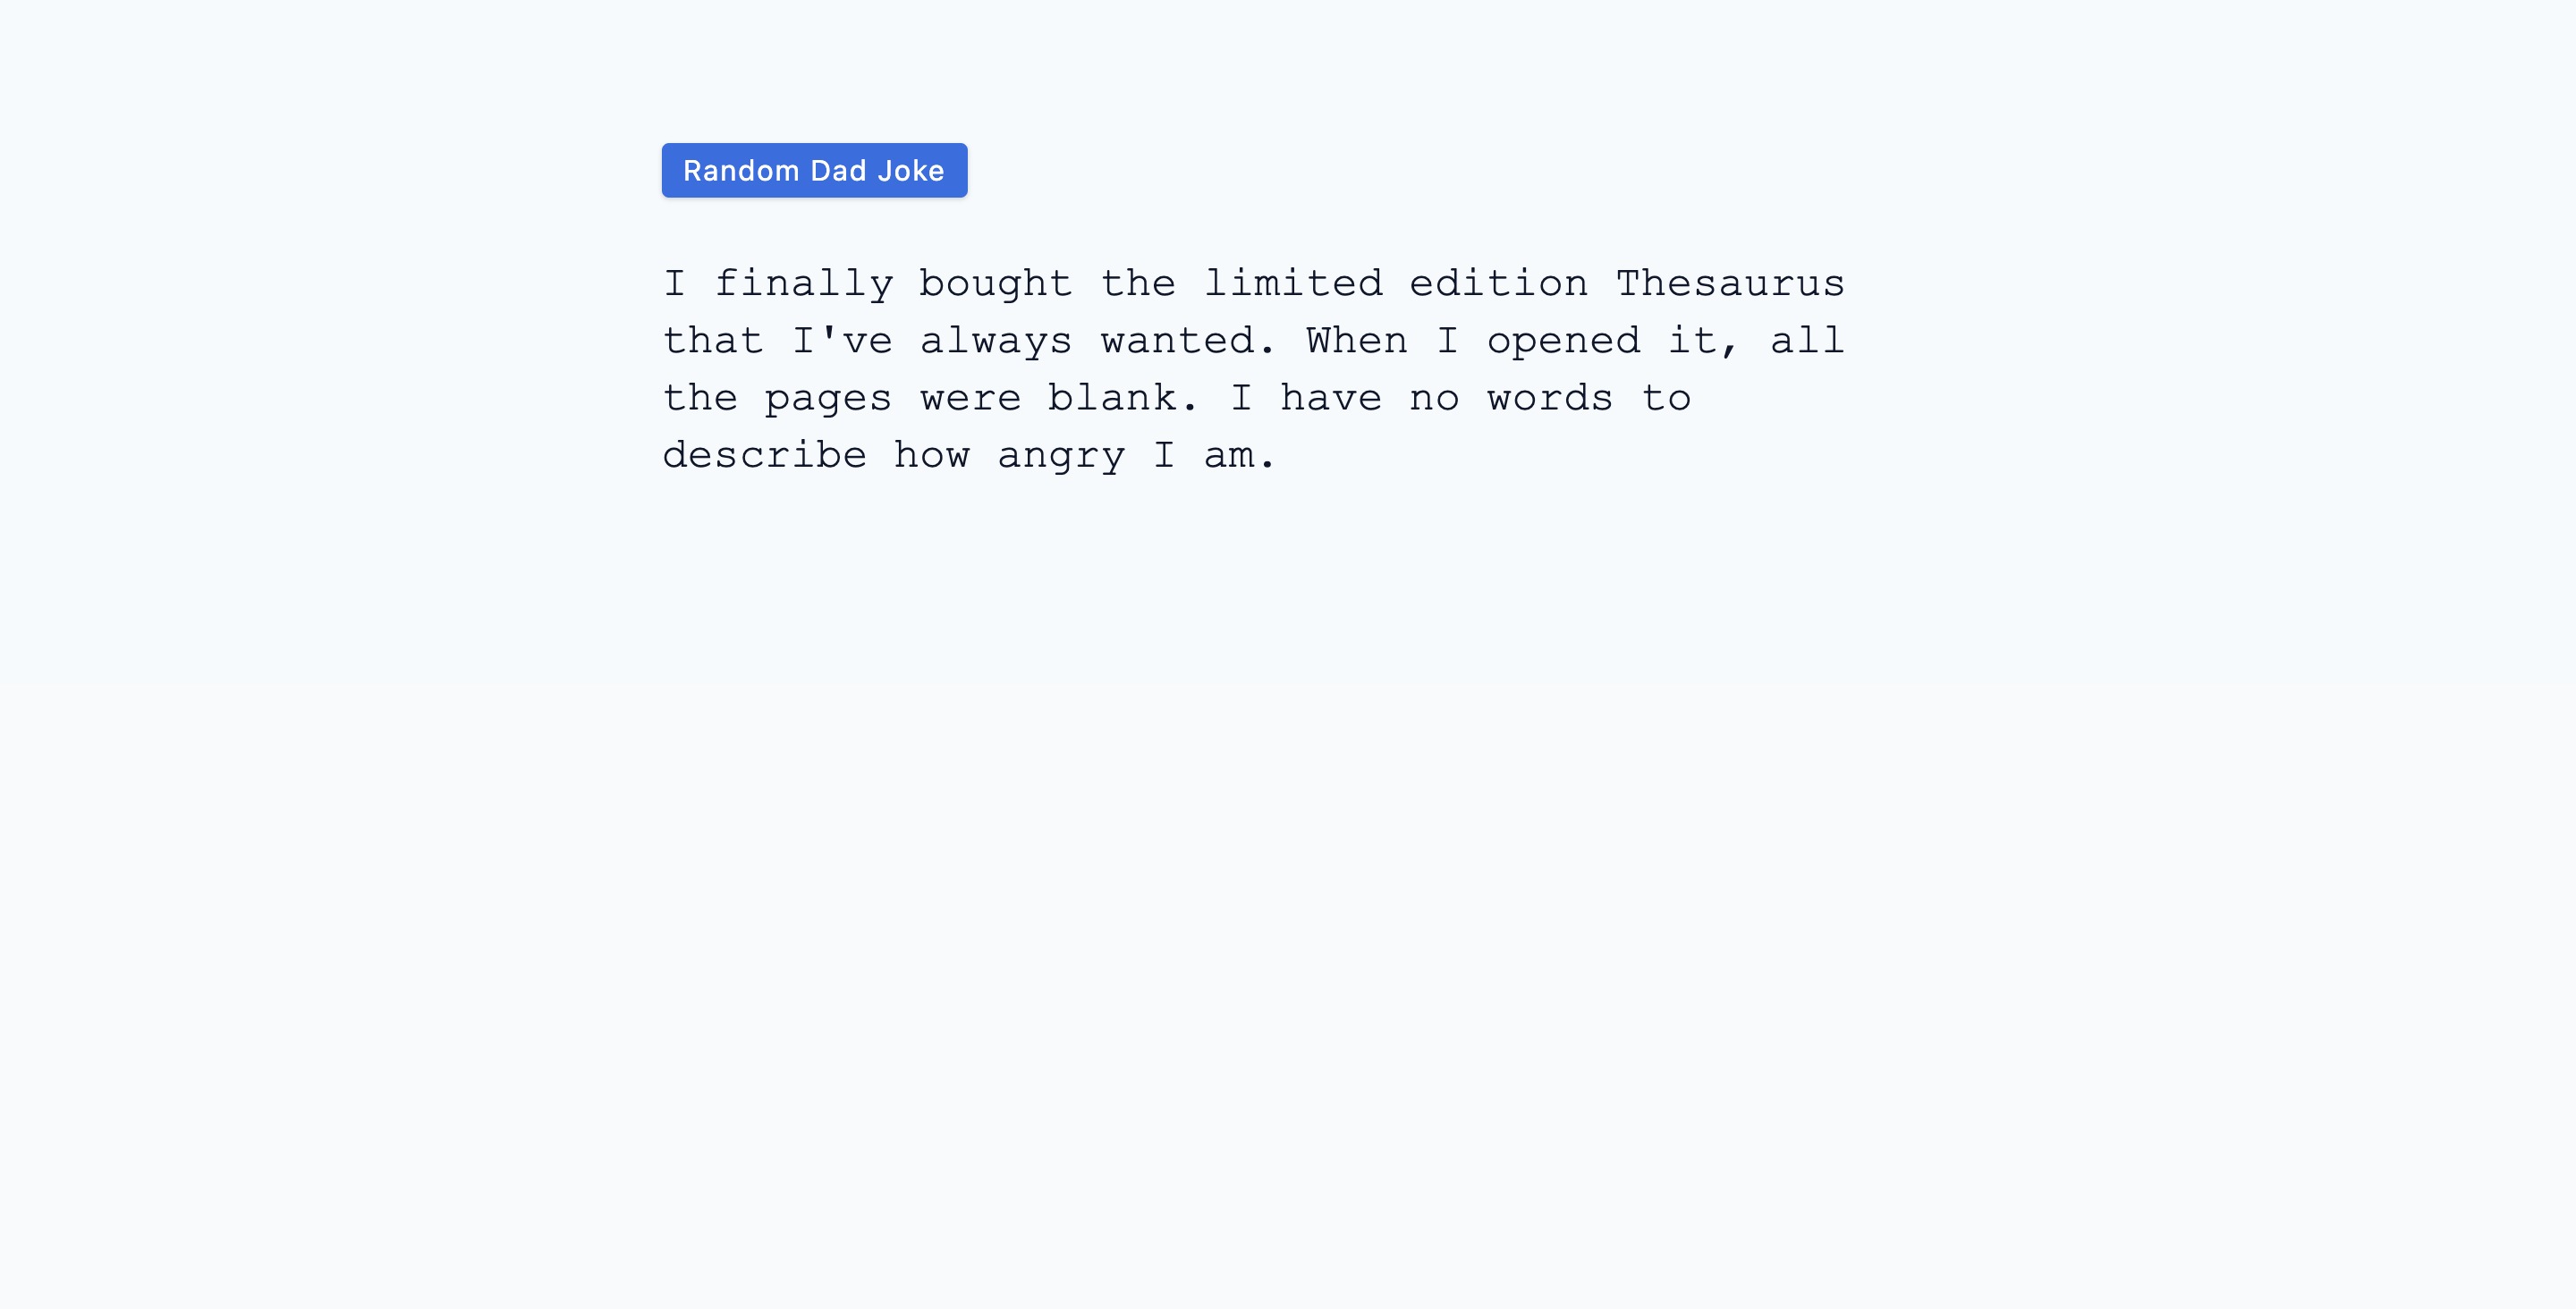 Random Dad Joke
I finally bought the limited edition Thesaurus
that I've always wanted. When I opened it, all
the pages were blank. I have no words to
describe how angry I am.